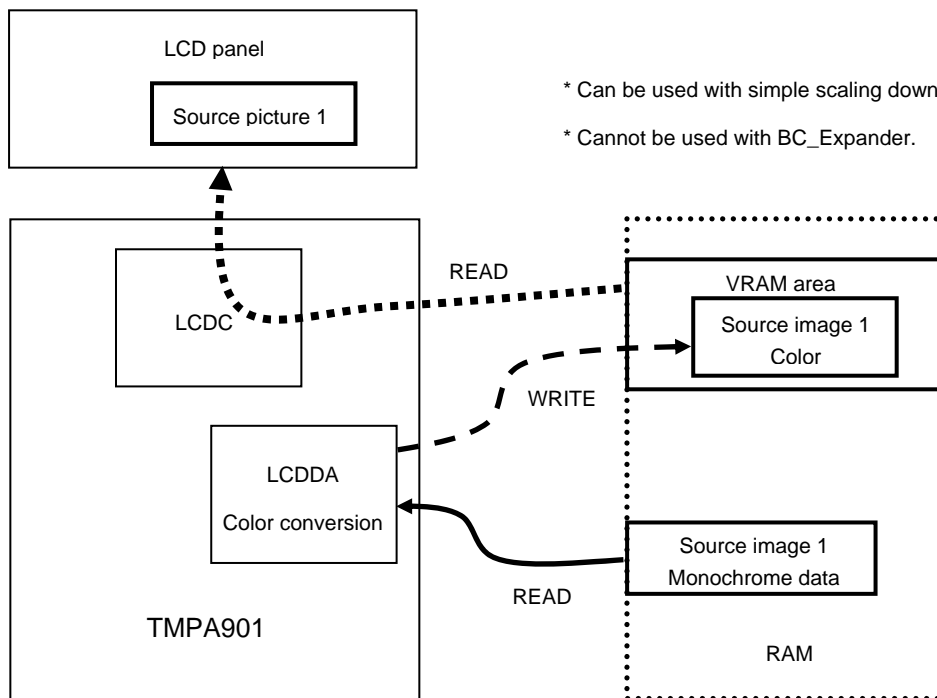 LCD panel
Source picture 1
* Can be used with simple scaling down
* Cannot be used with BC_Expander.
LCDC
READ
VRAM area
Source image 1
Color
WRITE
LCDDA
Color conversion
Source image 1
Monochrome data
READ
TMPA901
RAM